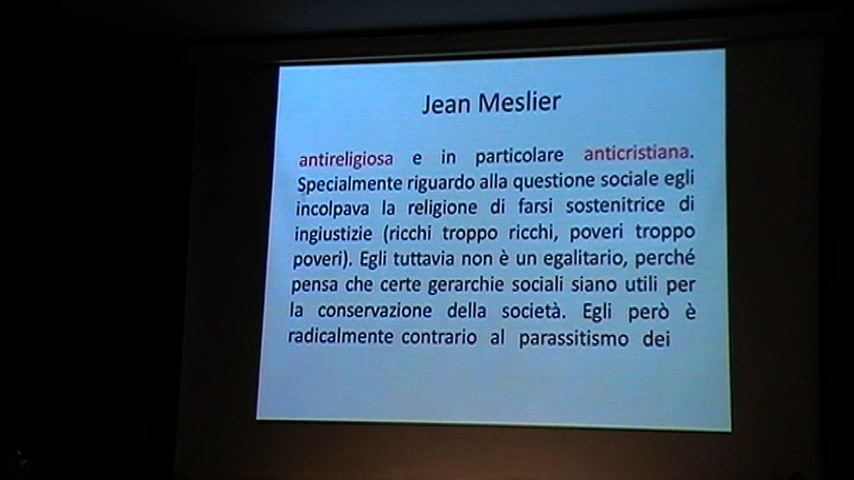 Jean Meslier
antireligiosa e in particolare anticristiana.
Specialmente riguardo alla questione sociale egli
incolpava la religione di farsi sostenitrice di
ingiustizie (ricchi troppo ricchi, poveri troppo
poveri). Egli tuttavia non è un egalitario, perché
pensa che certe gerarchie sociali siano utili per
la conservazione della società. Egli però è
radicalmente contrario al parassitismo dei